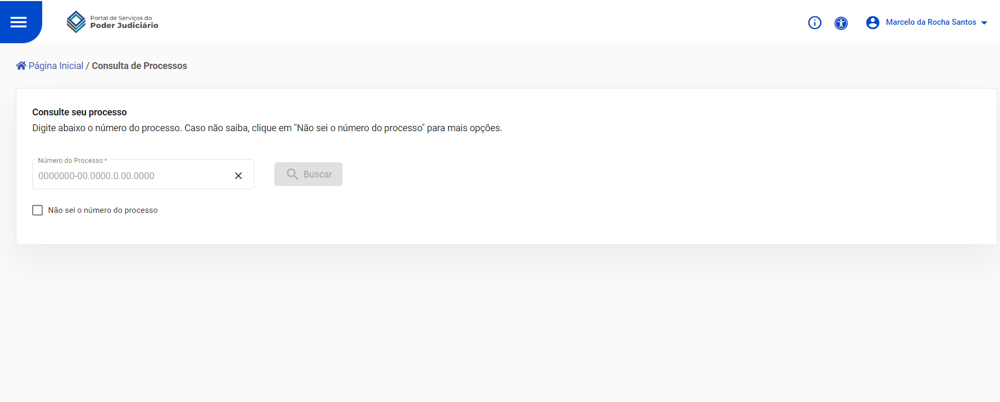 Portal de Serviços do
Poder Judiciário
Marcelo da Rocha Santos
Página Inicial / Consulta de Processos
Consulte seu processo
Digite abaixo o número do processo. Caso não saiba, clique em "Não sei o número do processo" para mais opções.
Número do Processo *
0000000-00.0000.0.00.0000
Buscar
Não sei o número do processo